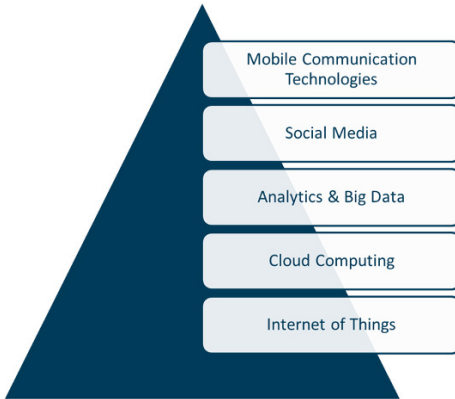 Mobile Communication
Technologies
Social Media
Analytics & Big Data
Cloud Computing
Internet of Things